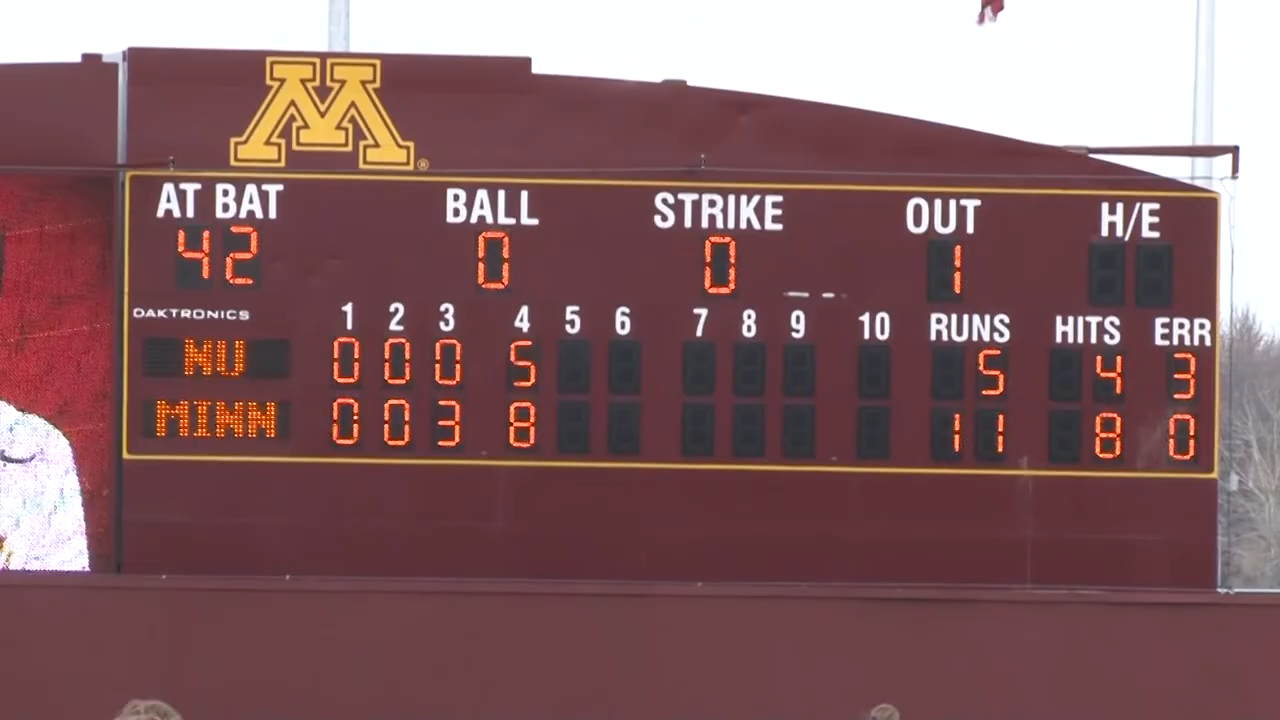 M®
AT BAT BALL STRIKE OUT H/E
42 0 0 1
DAKTRONICS 1 2 3 4 5 6 7 8 9 10 RUNS HITS ERR
NU 0 0 0 5 5 4 3
MINN 0 0 3 8 11 8 0